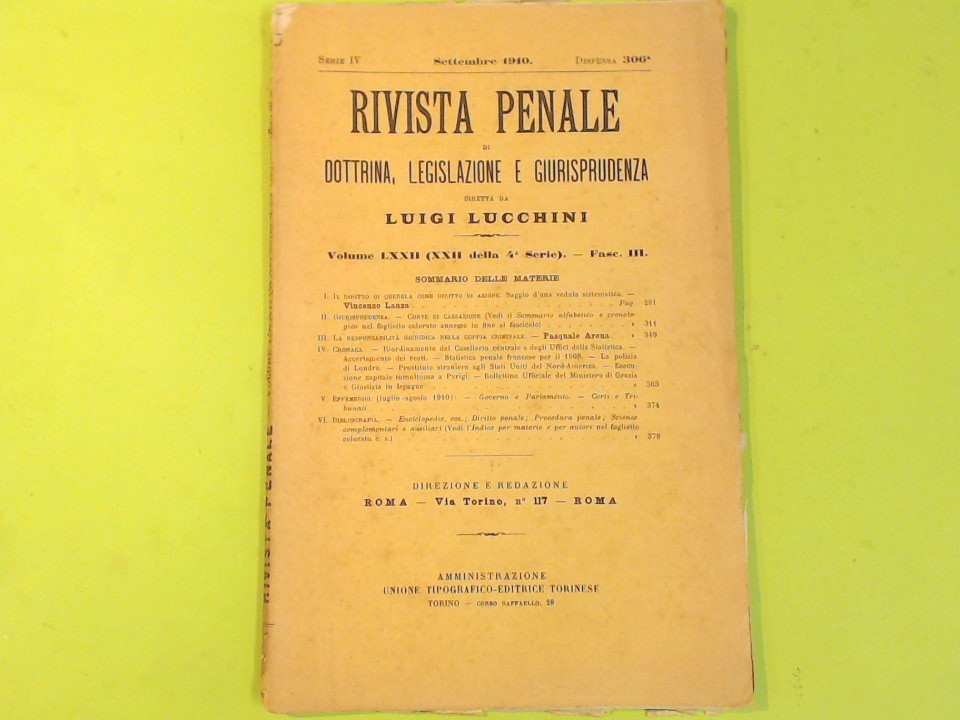 SERIE IV Settembre 1910. DISPENSA 306ª
RIVISTA PENALE
DI
DOTTRINA, LEGISLAZIONE E GIURISPRUDENZA
DIRETTA DA
LUIGI LUCCHINI
Volume LXXII (XXII della 4ª Serie). — Fasc. III.
SOMMARIO DELLE MATERIE
I. IL DIRITTO DI QUERELA COME DIRITTO DI AZIONE. Saggio d'una veduta sistematica. —
Vincenzo Lanza . . . Pag. 281
II. GIURISPRUDENZA. — CORTE DI CASSAZIONE (Vedi il Sommario alfabetico e cronolo-
gico nel foglietto colorato annesso in fine al fascicolo) . . . » 311
III. LA RESPONSABILITÀ GIURIDICA NELLA COPPIA CRIMINALE. — Pasquale Arena . » 349
IV. CRONACA. — Riordinamento del Casellario centrale e degli Uffici della Statistica. —
Accertamento dei reati. — Statistica penale francese per il 1908. — La polizia
di Londra. — Prostitute straniere agli Stati Uniti del Nord-America. — Esecu-
zione capitale tumultuosa a Parigi. — Bollettino Ufficiale del Ministero di Grazia
e Giustizia in Ispagna . . . » 363
V. EFFEMERIDI (luglio-agosto 1910). — Governo e Parlamento. — Corti e Tri-
bunali . . . » 374
VI. BIBLIOGRAFIA. — Enciclopedie, ecc.; Diritto penale; Procedura penale; Scienze
complementari e ausiliari (Vedi l'Indice per materie e per autori nel foglietto
colorato c. s.) . . . » 378
DIREZIONE E REDAZIONE
ROMA — Via Torino, nº 117 — ROMA
AMMINISTRAZIONE
UNIONE TIPOGRAFICO-EDITRICE TORINESE
TORINO — CORSO RAFFAELLO, 28
RIVISTA PENALE